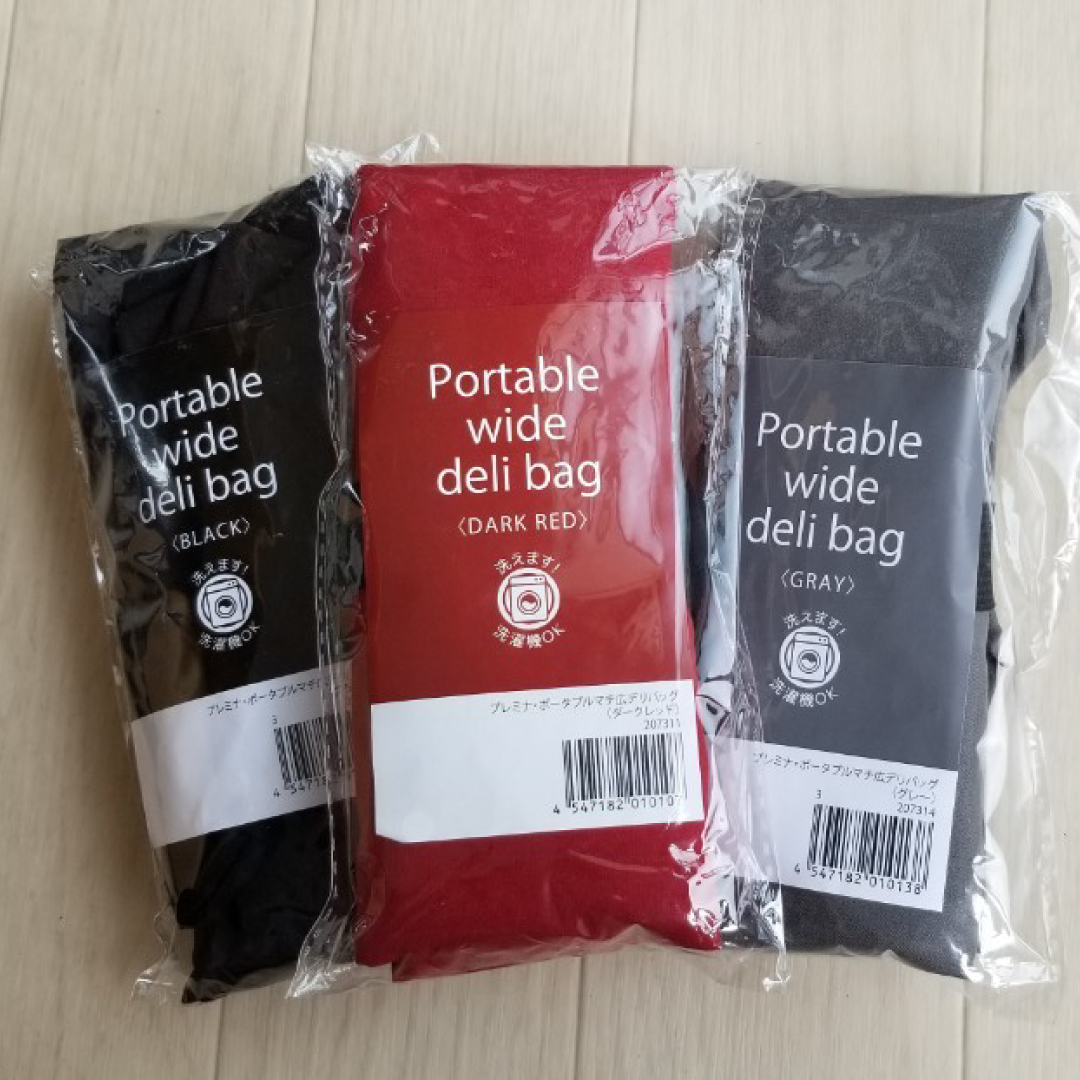 Portable
wide
deli bag
〈BLACK〉
洗えます!
洗濯機OK
プレミナ・ポータブルマチ
3
4 547182
Portable
wide
deli bag
〈DARK RED〉
洗えます!
洗濯機OK
プレミナ・ポータブルマチ広デリバッグ
〈ダークレッド〉
207311
4 547182 010107
Portable
wide
deli bag
〈GRAY〉
洗えます!
洗濯機OK
プレミナ・ポータブルマチ広デリバッグ
〈グレー〉
3
207314
4 547182 010138